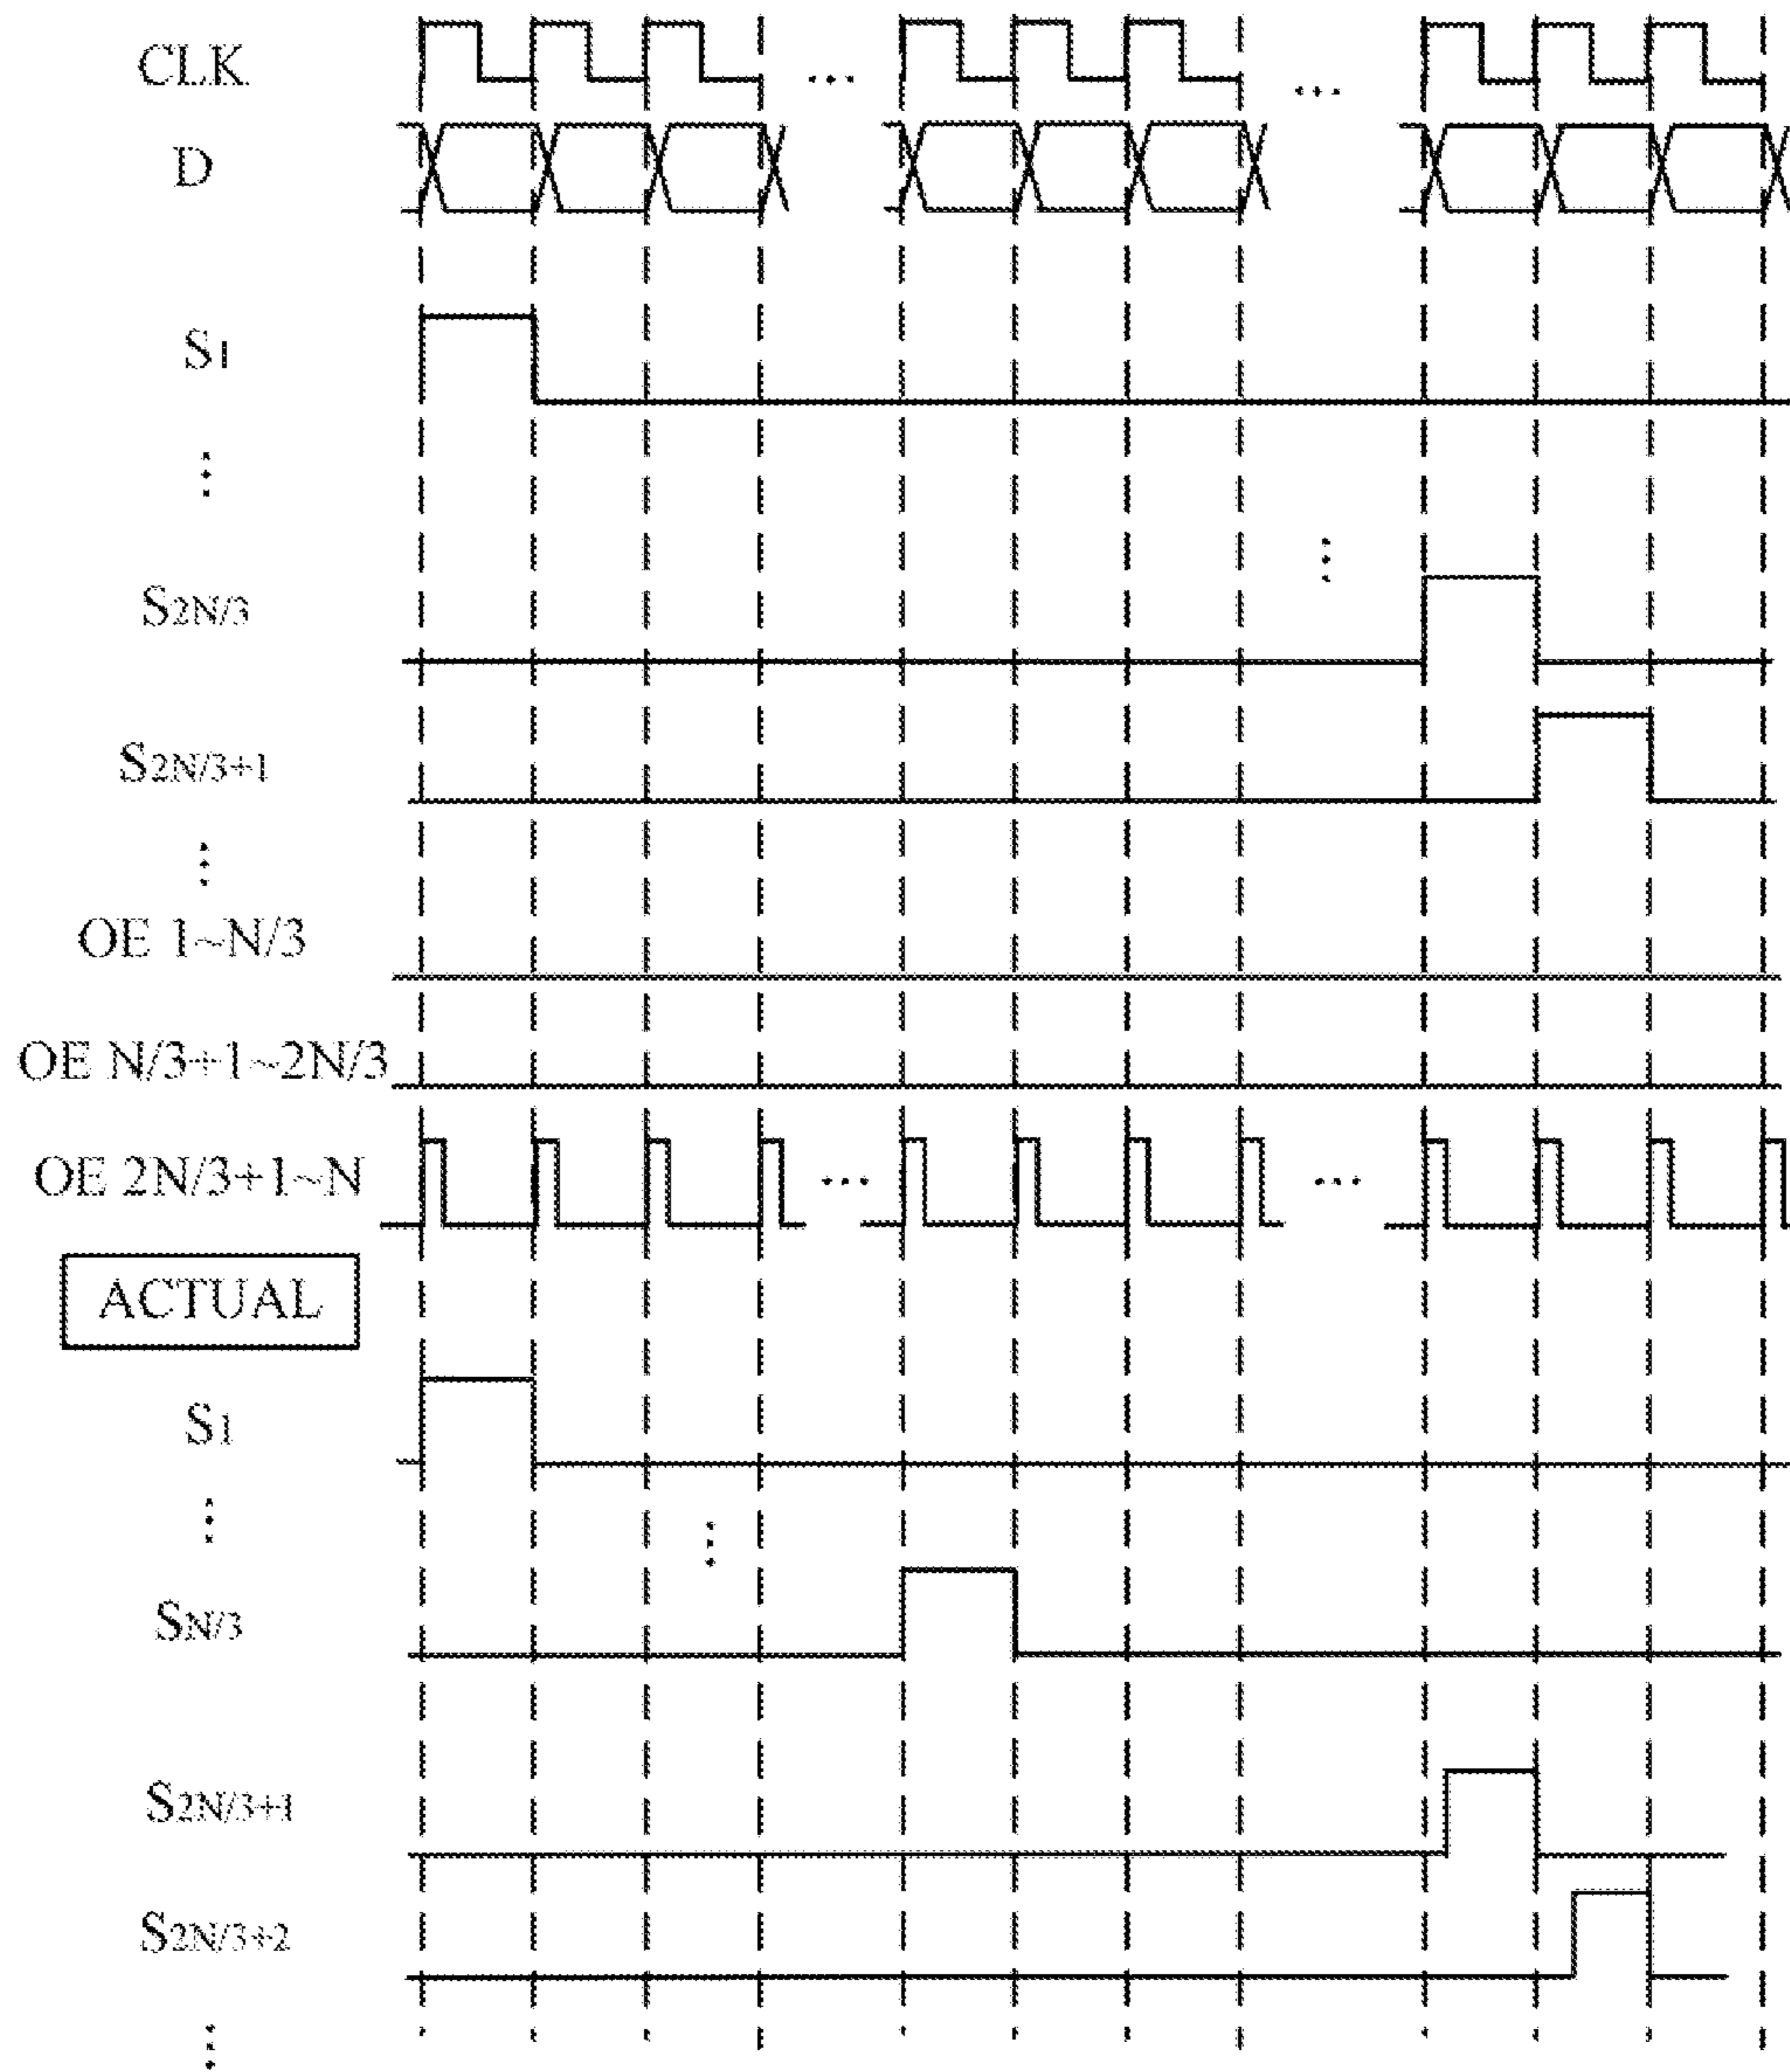 CLK
D
S1
S2N/3
S2N/3+1
OE 1~N/3
OE N/3+1~2N/3
OE 2N/3+1~N
ACTUAL
S1
SN/3
S2N/3+1
S2N/3+2